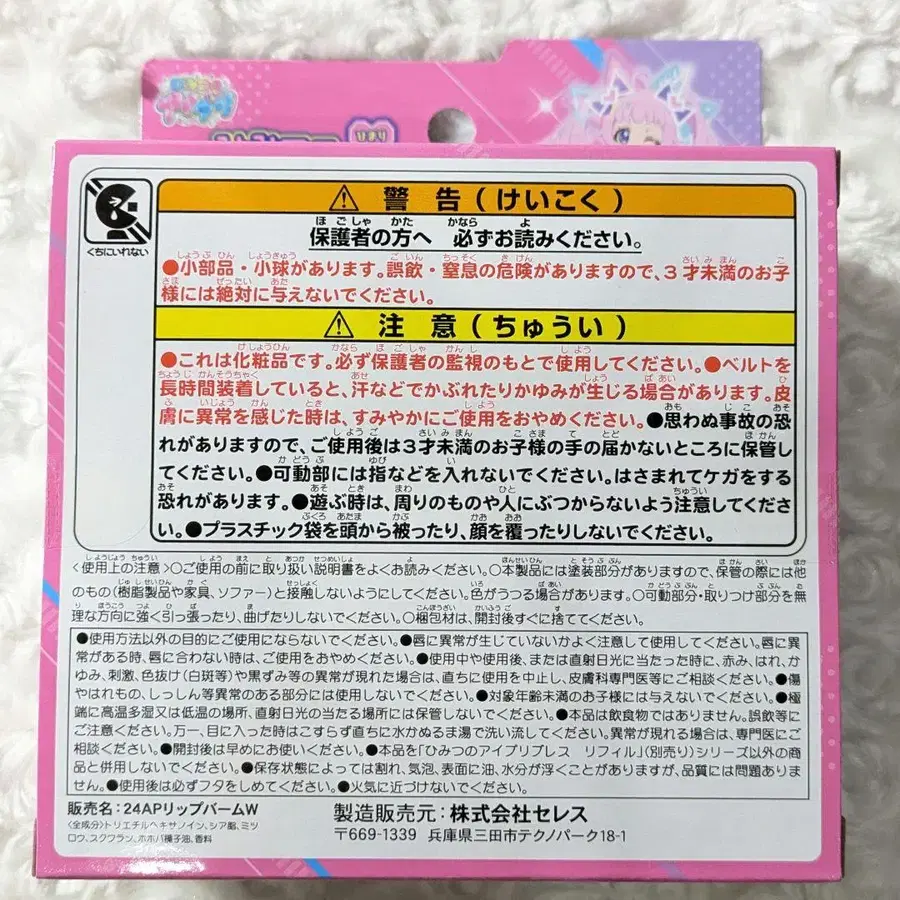 ひまり
くちにいれない
警告(けいこく)
保護者の方へ 必ずお読みください。
●小部品・小球があります。誤飲・窒息の危険がありますので、3才未満のお子
様には絶対に与えないでください。
注意(ちゅうい)
●これは化粧品です。必ず保護者の監視のもとで使用してください。●ベルトを
長時間装着していると、汗などでかぶれたりかゆみが生じる場合があります。皮
膚に異常を感じた時は、すみやかにご使用をおやめください。●思わぬ事故の恐
れがありますので、ご使用後は3才未満のお子様の手の届かないところに保管し
てください。●可動部には指などを入れないでください。はさまれてケガをする
恐れがあります。●遊ぶ時は、周りのものや人にぶつからないよう注意してくだ
さい。●プラスチック袋を頭から被ったり、顔を覆ったりしないでください。
〈使用上の注意〉○ご使用の前に取り扱い説明書をよくお読みください。○本製品には塗装部分がありますので、保管の際には他
のもの(樹脂製品や家具、ソファー)と接触しないようにしてください。色がうつる場合があります。○可動部分・取りつけ部分を無
理な方向に強く引っ張ったり、曲げたりしないでください。○梱包材は、開封後すぐに捨ててください。
●使用方法以外の目的にご使用にならないでください。●唇に異常が生じていないかよく注意して使用してください。唇に異
常がある時、唇に合わない時は、ご使用をおやめください。●使用中や使用後、または直射日光に当たった時に、赤み、はれ、
かゆみ、刺激、色抜け(白斑等)や黒ずみ等の異常が現れた場合は、直ちに使用を中止し、皮膚科専門医等にご相談ください。●傷
やはれもの、しっしん等異常のある部分には使用しないでください。●対象年齢未満のお子様には与えないでください。●極
端に高温多湿又は低温の場所、直射日光の当たる場所には保管しないでください。●本品は飲食物ではありません。誤飲等に
ご注意ください。万一、目に入った時はこすらず直ちに水かぬるま湯で洗い流してください。異常が現れる場合は、専門医にご
相談ください。●開封後は早めにお使いください。●本品を「ひみつのアイプリブレス リフィル」(別売り)シリーズ以外の商
品と併用しないでください。●保存状態によっては割れ、気泡、表面に油、水分が浮くことがありますが、品質には問題ありま
せん。●使用後は必ずフタをしめてください。●火気に近づけないでください。
販売名：24APリップバームW
〈全成分〉トリエチルヘキサノイン、シア脂、ミツ
ロウ、スクワラン、ホホバ種子油、香料
製造販売元：株式会社セレス
〒669-1339 兵庫県三田市テクノパーク18-1